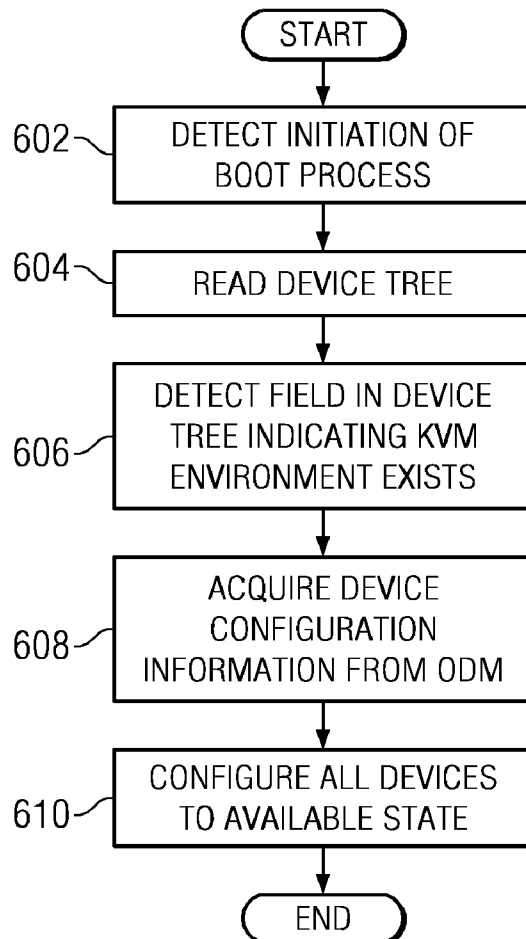 START
602
DETECT INITIATION OF
BOOT PROCESS
604
READ DEVICE TREE
606
DETECT FIELD IN DEVICE
TREE INDICATING KVM
ENVIRONMENT EXISTS
608
ACQUIRE DEVICE
CONFIGURATION
INFORMATION FROM ODM
610
CONFIGURE ALL DEVICES
TO AVAILABLE STATE
END